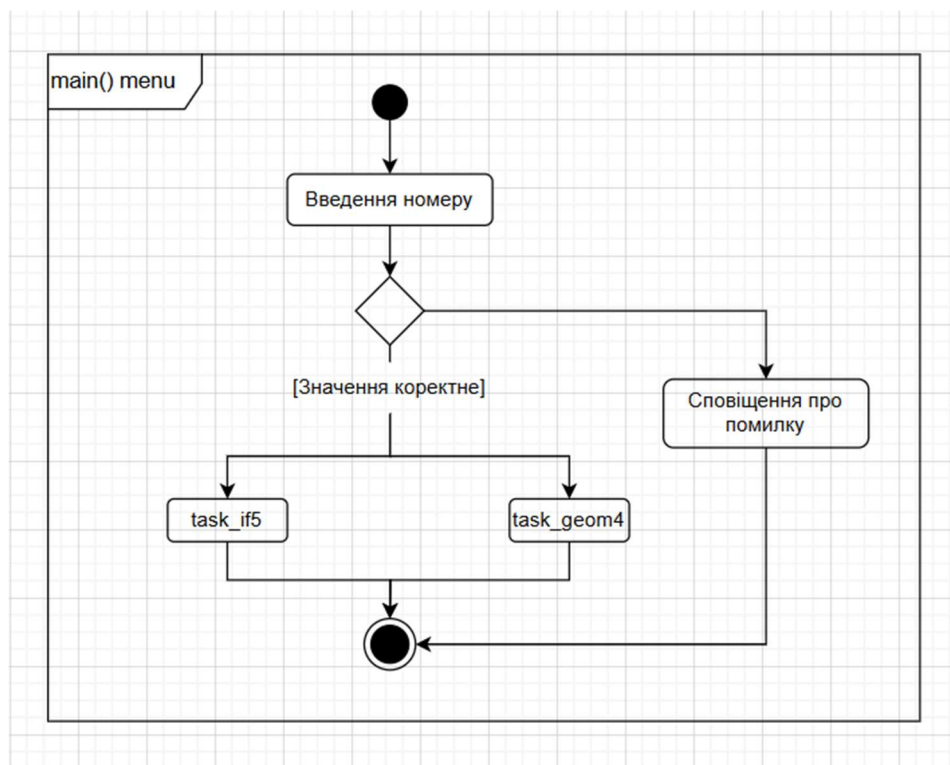 main() menu
Введення номеру
[Значення коректне]
Сповіщення про
помилку
task_if5
task_geom4